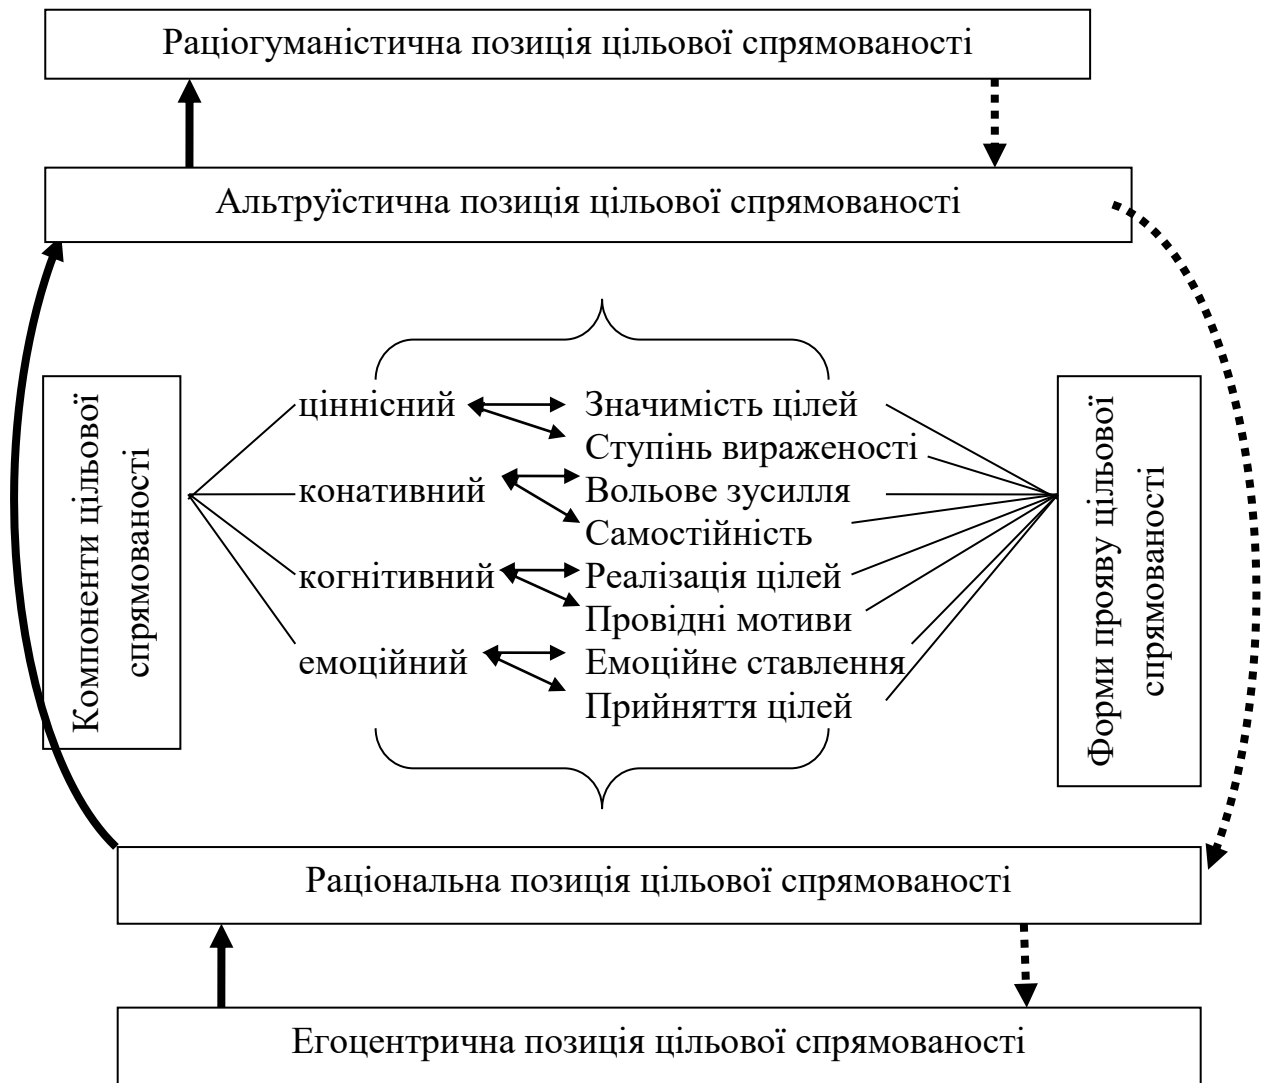 Раціогуманістична позиція цільової спрямованості
Альтруїстична позиція цільової спрямованості
Компоненти цільової
спрямованості
ціннісний
конативний
когнітивний
емоційний
Значимість цілей
Ступінь вираженості
Вольове зусилля
Самостійність
Реалізація цілей
Провідні мотиви
Емоційне ставлення
Прийняття цілей
Форми прояву цільової
спрямованості
Раціональна позиція цільової спрямованості
Егоцентрична позиція цільової спрямованості